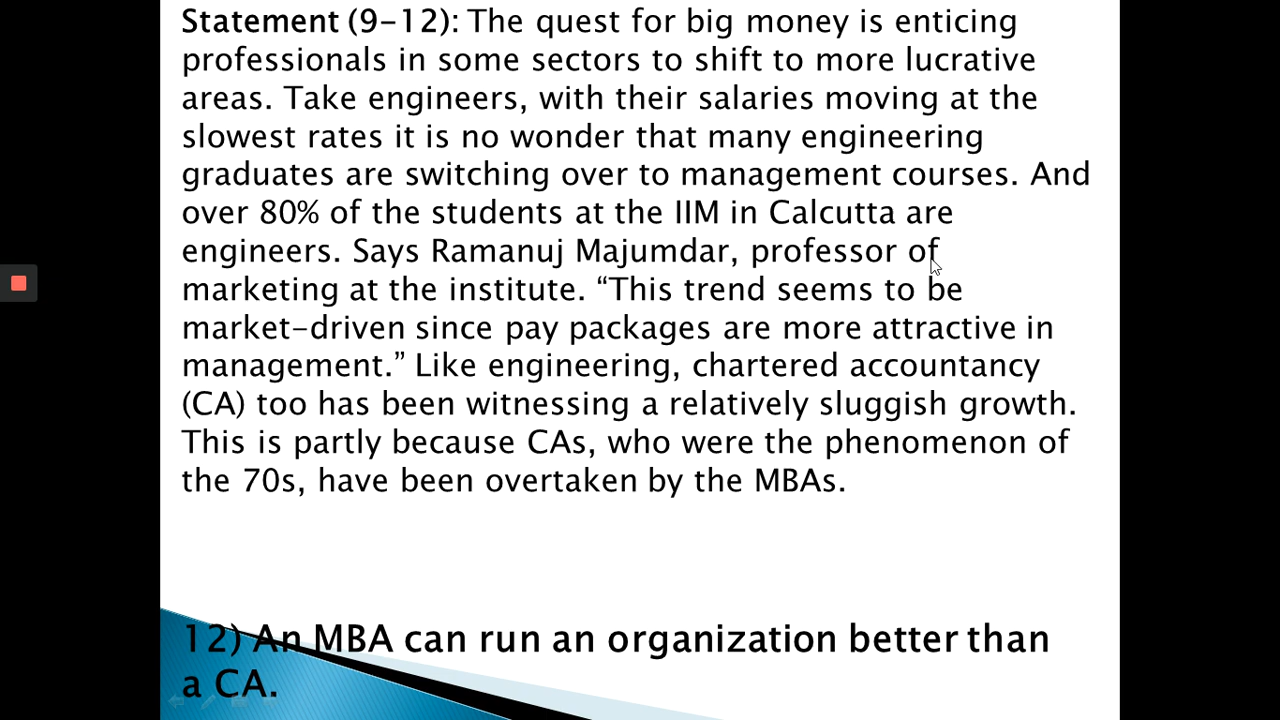 Statement (9-12): The quest for big money is enticing
professionals in some sectors to shift to more lucrative
areas. Take engineers, with their salaries moving at the
slowest rates it is no wonder that many engineering
graduates are switching over to management courses. And
over 80% of the students at the IIM in Calcutta are
engineers. Says Ramanuj Majumdar, professor of
marketing at the institute. “This trend seems to be
market-driven since pay packages are more attractive in
management.” Like engineering, chartered accountancy
(CA) too has been witnessing a relatively sluggish growth.
This is partly because CAs, who were the phenomenon of
the 70s, have been overtaken by the MBAs.
12) An MBA can run an organization better than
a CA.